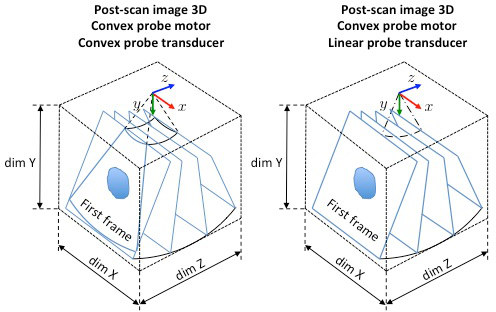 Post-scan image 3D
Convex probe motor
Convex probe transducer
Post-scan image 3D
Convex probe motor
Linear probe transducer
z
y
x
dim Y
First frame
dim X
dim Z
z
y
x
dim Y
First frame
dim X
dim Z